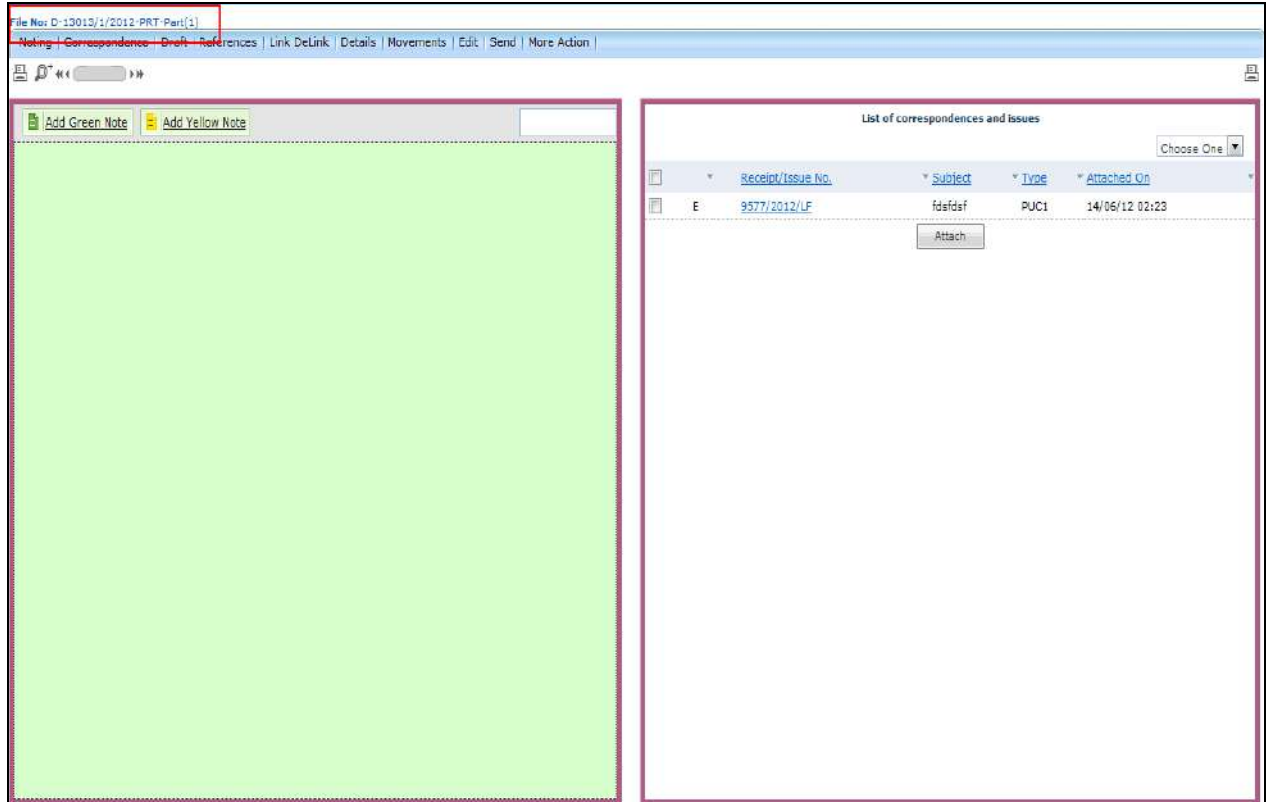 File No: D-13013/1/2012-PRT-Part(1)
Noting | Correspondence | Draft | References | Link DeLink | Details | Movements | Edit | Send | More Action |
Add Green Note Add Yellow Note
List of correspondences and issues
Choose One
Receipt/Issue No. Subject Type Attached On
E 9577/2012/LF fdsfdsf PUC1 14/06/12 02:23
Attach